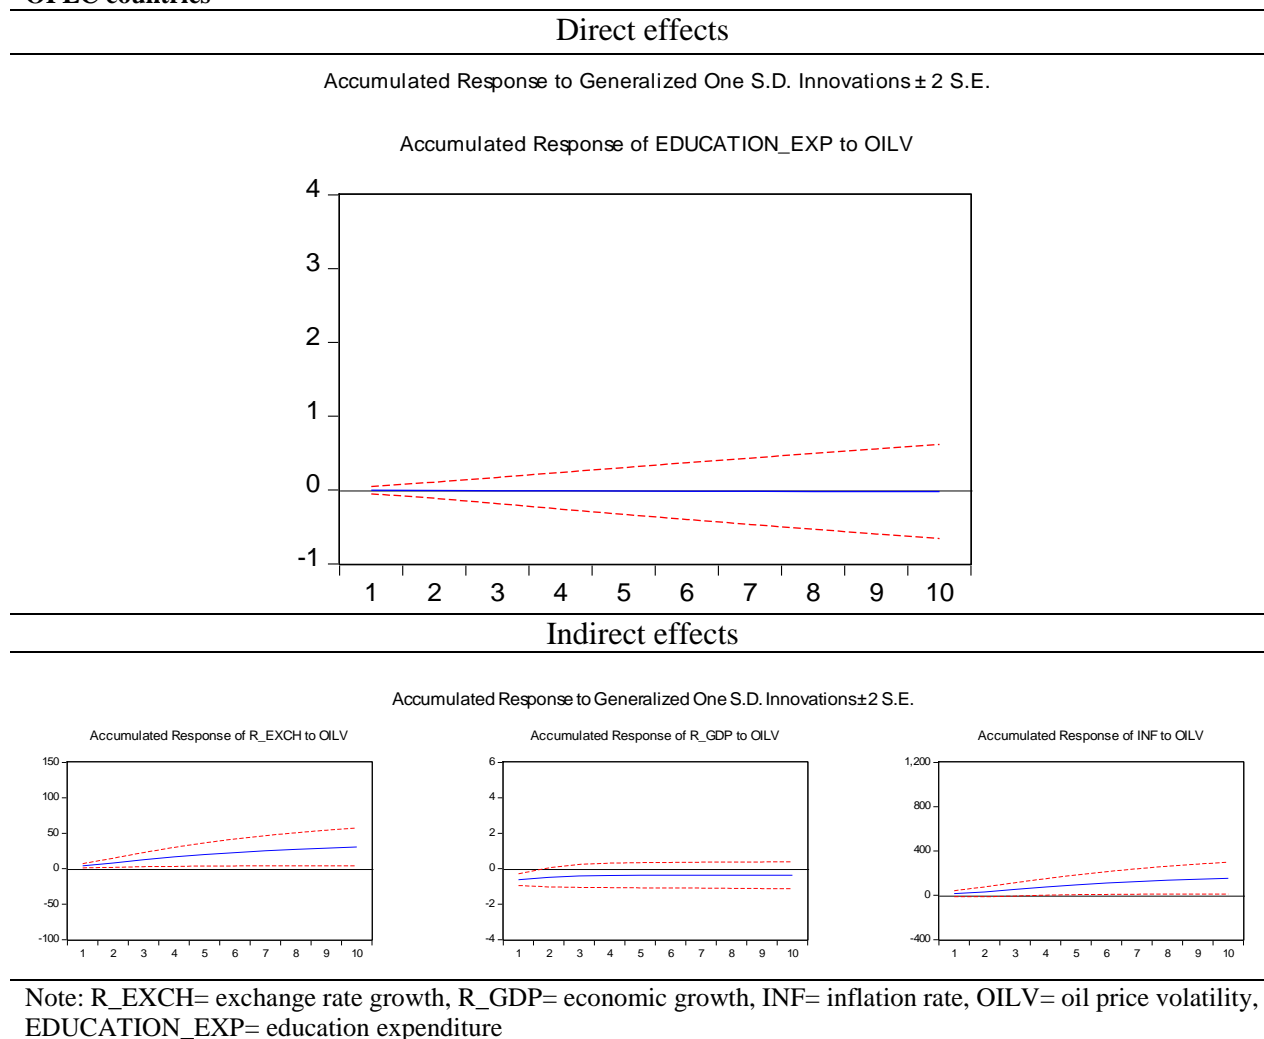 OPEC countries
Direct effects
Accumulated Response to Generalized One S.D. Innovations ± 2 S.E.
Accumulated Response of EDUCATION_EXP to OILV
4
3
2
1
0
-1
1 2 3 4 5 6 7 8 9 10
Indirect effects
Accumulated Response to Generalized One S.D. Innovations ± 2 S.E.
Accumulated Response of R_EXCH to OILV
150
100
50
0
-50
-100
1 2 3 4 5 6 7 8 9 10
Accumulated Response of R_GDP to OILV
6
4
2
0
-2
-4
1 2 3 4 5 6 7 8 9 10
Accumulated Response of INF to OILV
1,200
800
400
0
-400
1 2 3 4 5 6 7 8 9 10
Note: R_EXCH= exchange rate growth, R_GDP= economic growth, INF= inflation rate, OILV= oil price volatility,
EDUCATION_EXP= education expenditure